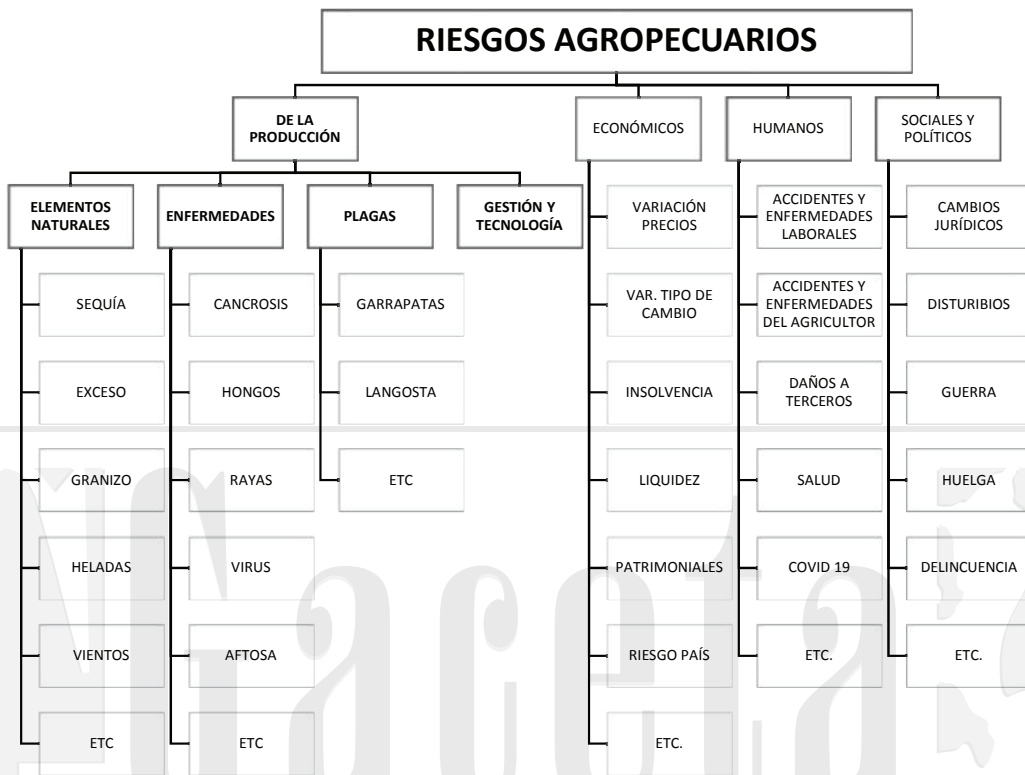 RIESGOS AGROPECUARIOS
DE LA
PRODUCCIÓN
ECONÓMICOS
HUMANOS
SOCIALES Y
POLÍTICOS
ELEMENTOS
NATURALES
ENFERMEDADES
PLAGAS
GESTIÓN Y
TECNOLOGÍA
SEQUÍA
EXCESO
GRANIZO
HELADAS
VIENTOS
ETC
CANCROSIS
HONGOS
RAYAS
VIRUS
AFTOSA
ETC
GARRAPATAS
LANGOSTA
ETC
VARIACIÓN
PRECIOS
VAR. TIPO DE
CAMBIO
INSOLVENCIA
LIQUIDEZ
PATRIMONIALES
RIESGO PAÍS
ETC.
ACCIDENTES Y
ENFERMEDADES
LABORALES
ACCIDENTES Y
ENFERMEDADES
DEL AGRICULTOR
DAÑOS A
TERCEROS
SALUD
COVID 19
ETC.
CAMBIOS
JURÍDICOS
DISTURIBIOS
GUERRA
HUELGA
DELINCUENCIA
ETC.
Gaceta